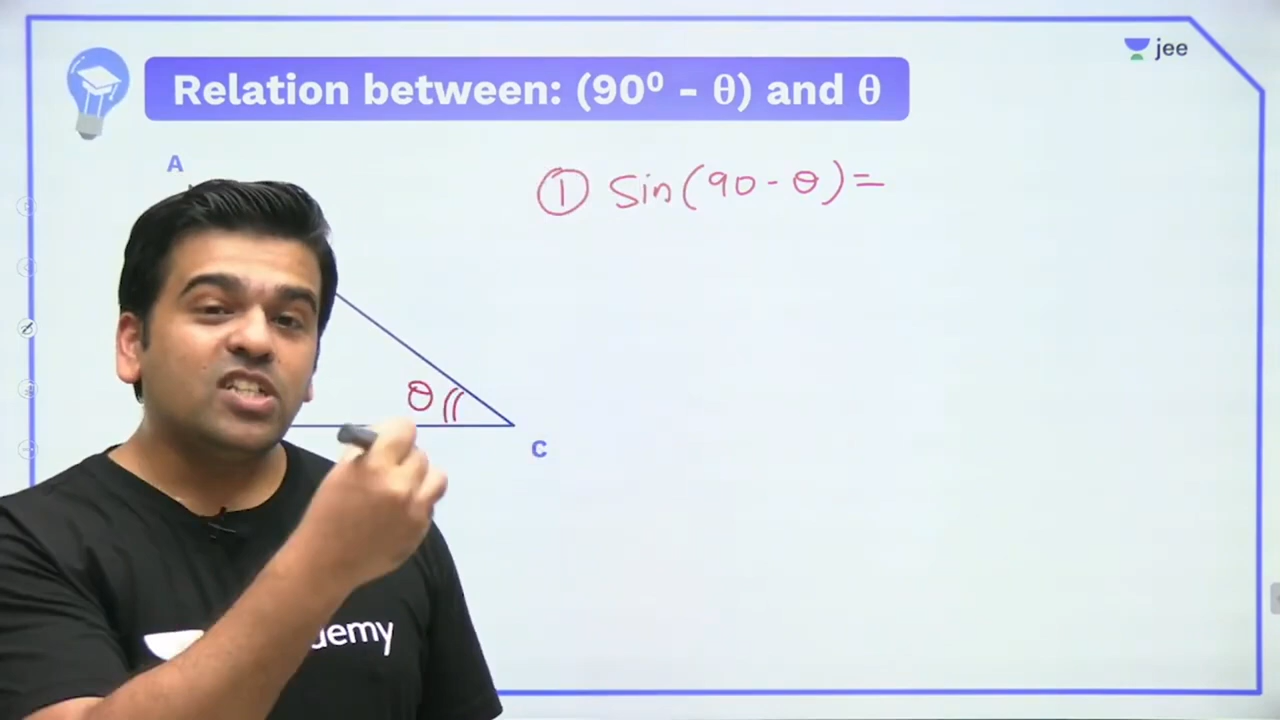 jee
Relation between: (90⁰ - θ) and θ
A
① Sin(90-θ)=
θ
C
demy